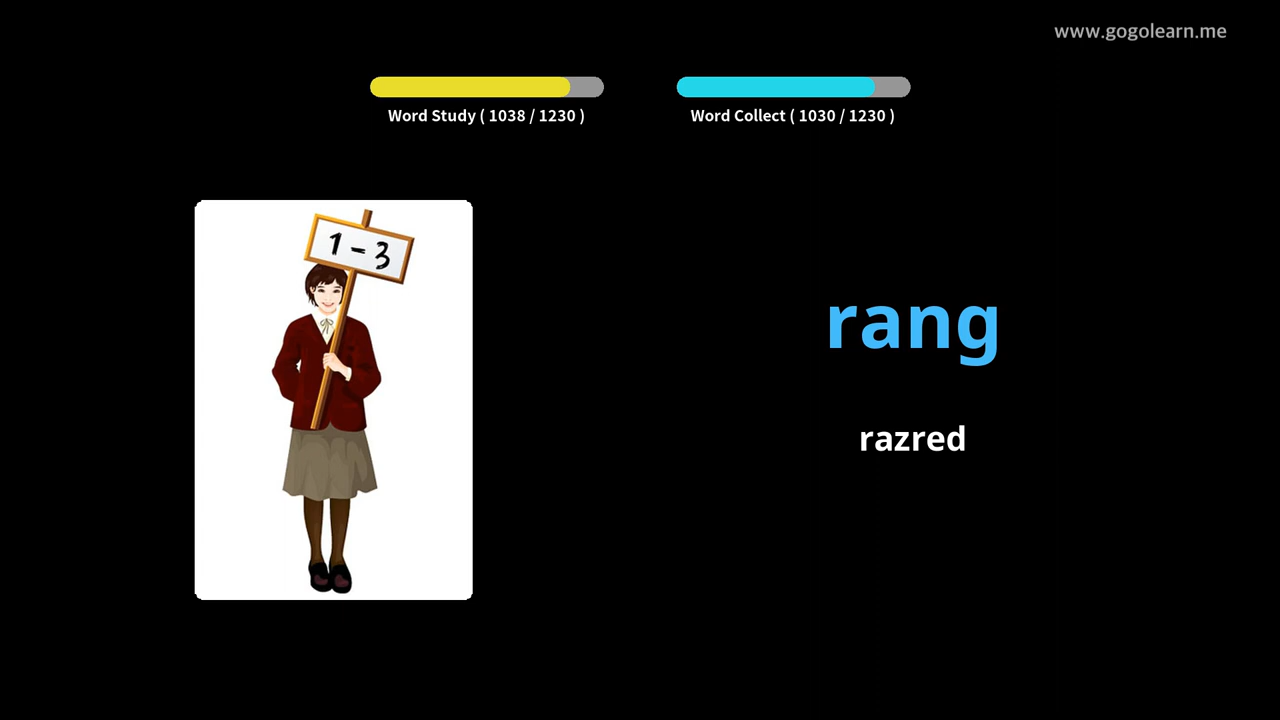 www.gogolearn.me
Word Study ( 1038 / 1230 )
Word Collect ( 1030 / 1230 )
1 - 3
rang
razred